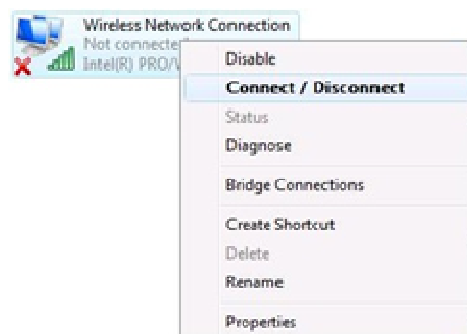 Wireless Network Connection
Not connected
Intel(R) PRO/W
Disable
Connect / Disconnect
Status
Diagnose
Bridge Connections
Create Shortcut
Delete
Rename
Properties